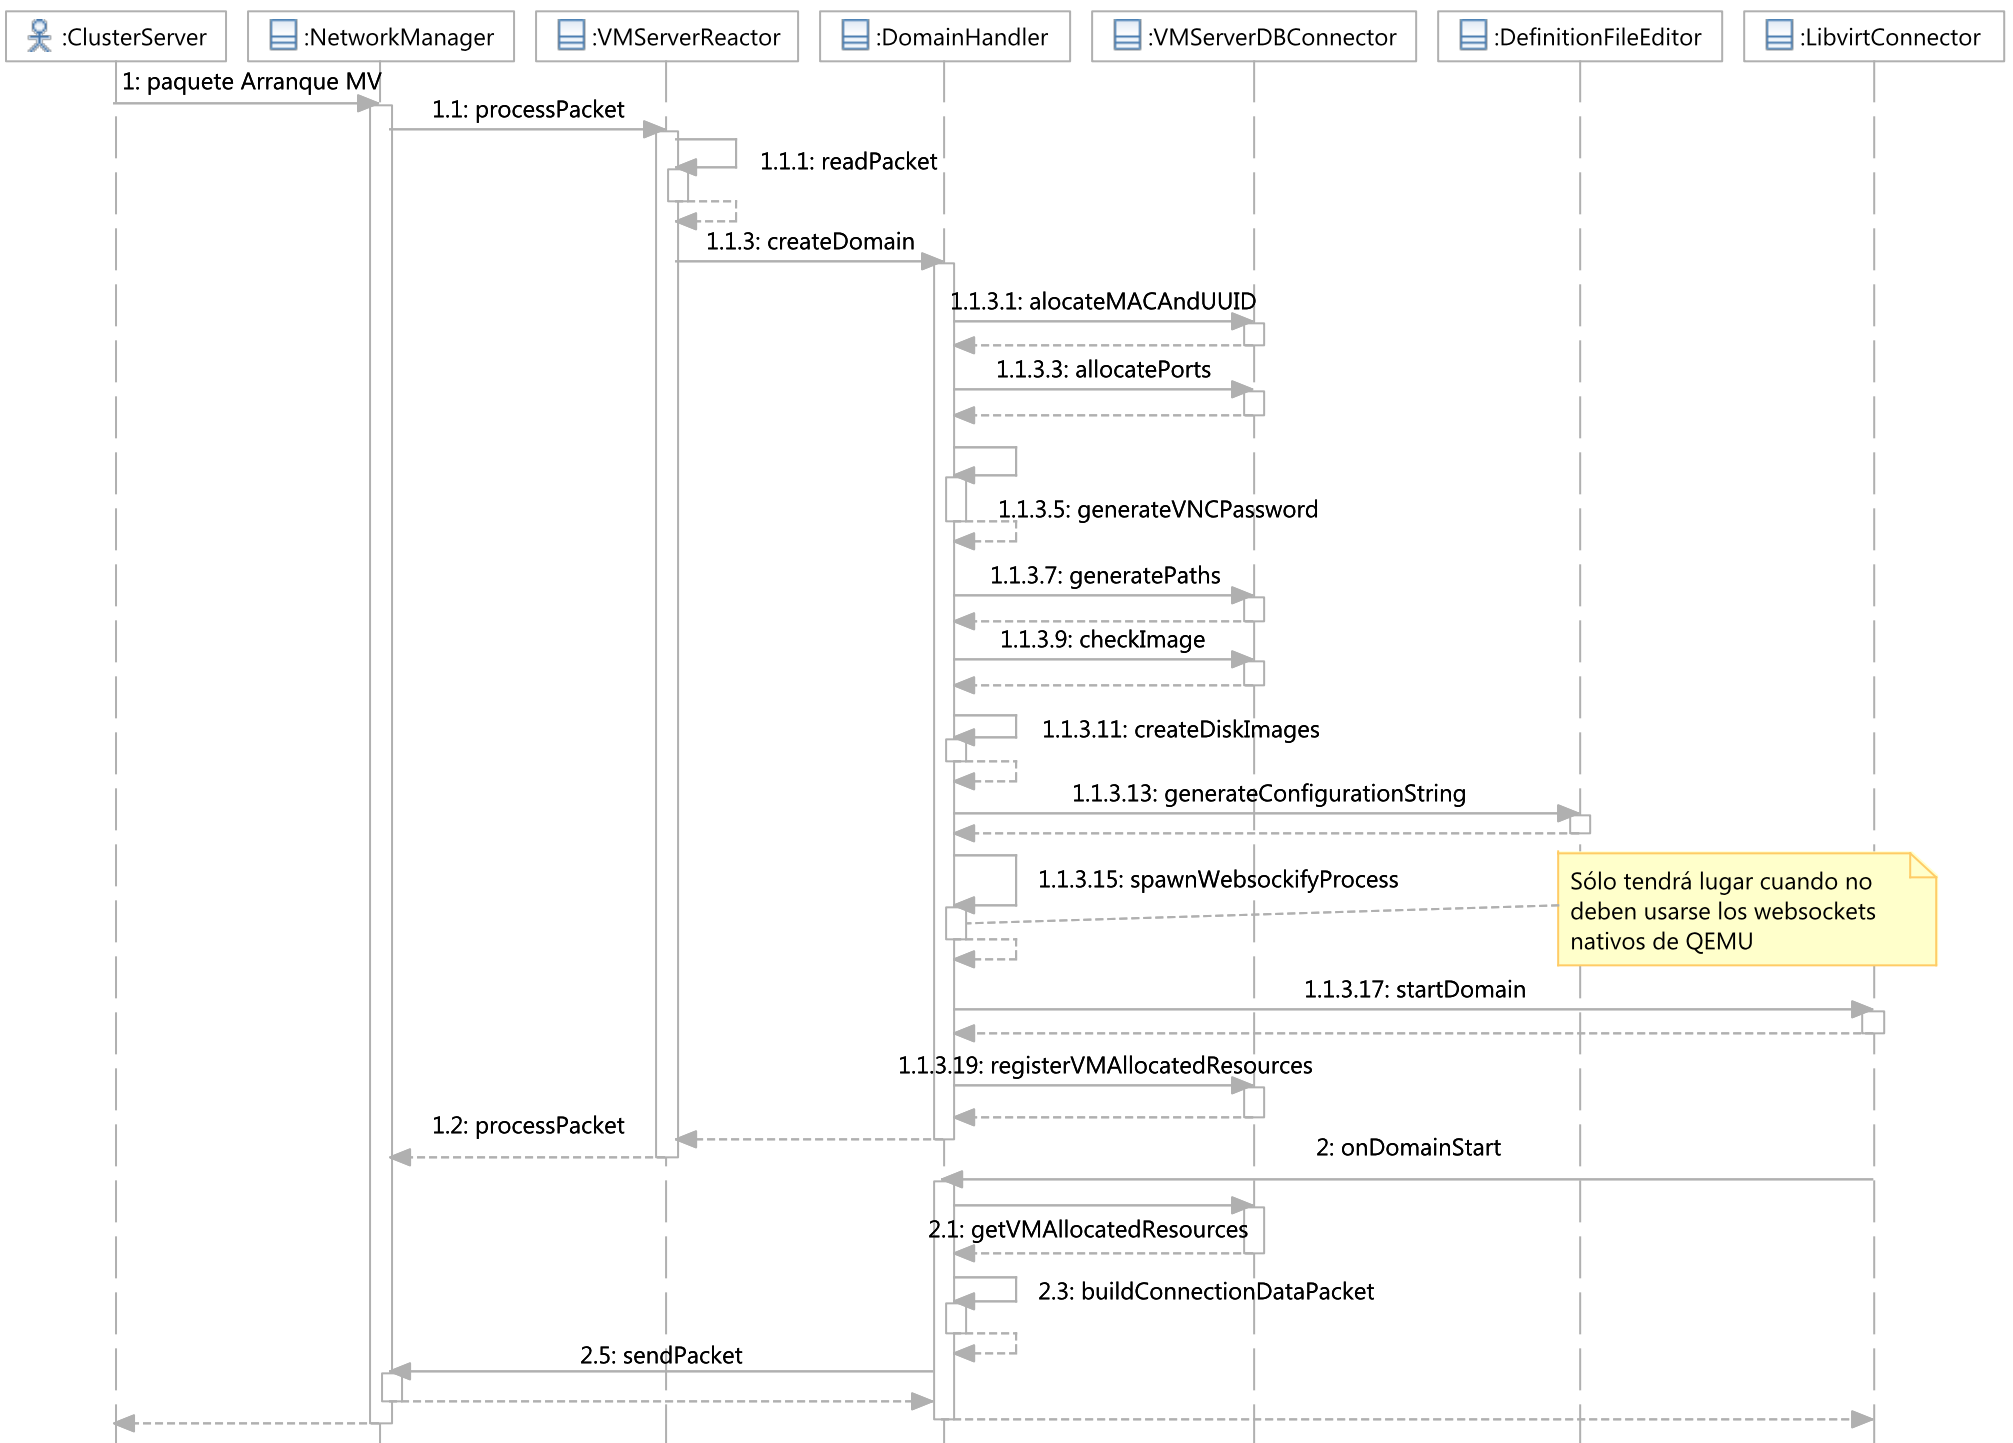 :ClusterServer
:NetworkManager
:VMServerReactor
:DomainHandler
:VMServerDBConnector
:DefinitionFileEditor
:LibvirtConnector
1: paquete Arranque MV
1.1: processPacket
1.1.1: readPacket
1.1.3: createDomain
1.1.3.1: alocateMACAndUUID
1.1.3.3: allocatePorts
1.1.3.5: generateVNCPassword
1.1.3.7: generatePaths
1.1.3.9: checkImage
1.1.3.11: createDiskImages
1.1.3.13: generateConfigurationString
1.1.3.15: spawnWebsockifyProcess
Sólo tendrá lugar cuando no
deben usarse los websockets
nativos de QEMU
1.1.3.17: startDomain
1.1.3.19: registerVMAllocatedResources
1.2: processPacket
2: onDomainStart
2.1: getVMAllocatedResources
2.3: buildConnectionDataPacket
2.5: sendPacket